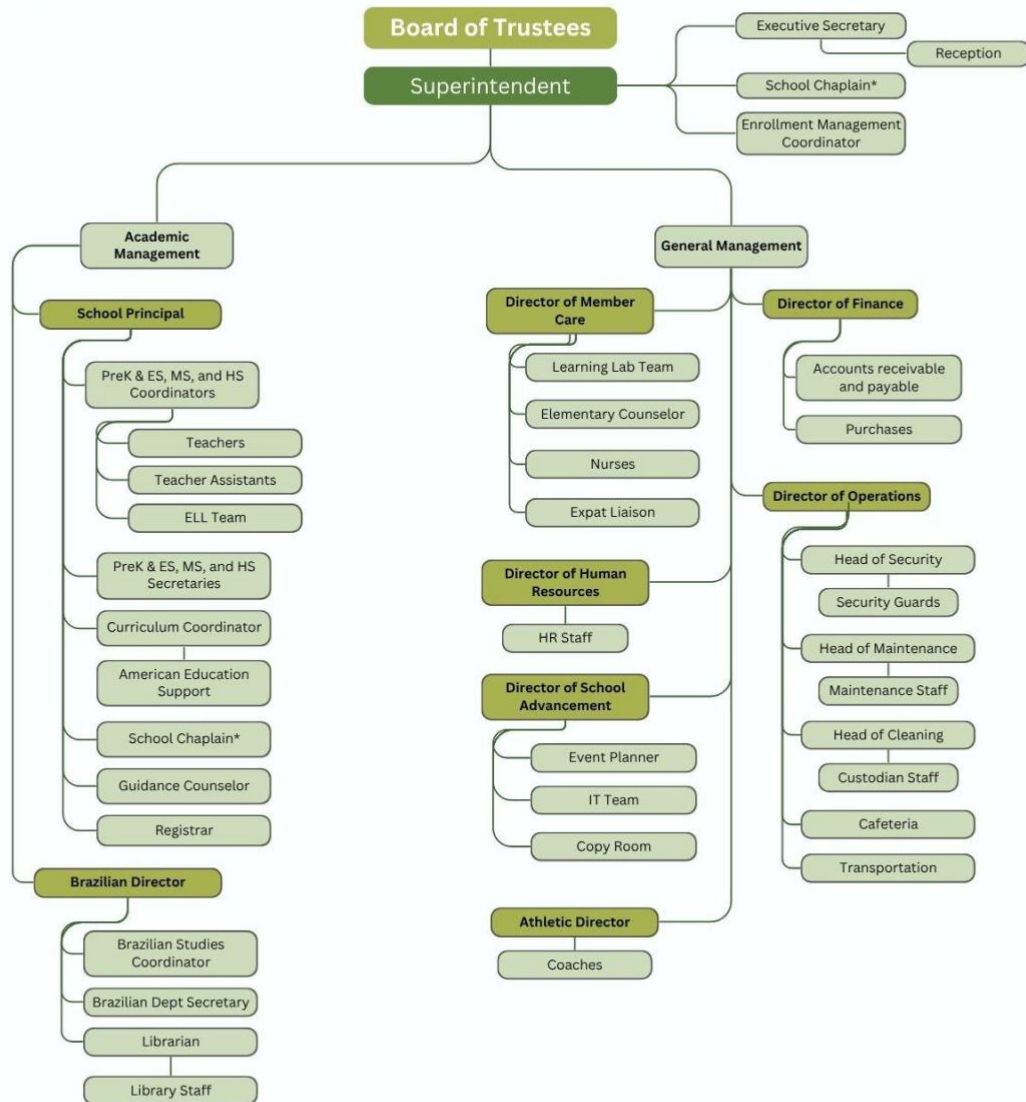 Board of Trustees
Superintendent
Executive Secretary
Reception
School Chaplain*
Enrollment Management
Coordinator
Academic
Management
School Principal
PreK & ES, MS, and HS
Coordinators
Teachers
Teacher Assistants
ELL Team
PreK & ES, MS, and HS
Secretaries
Curriculum Coordinator
American Education
Support
School Chaplain*
Guidance Counselor
Registrar
Brazilian Director
Brazilian Studies
Coordinator
Brazilian Dept Secretary
Librarian
Library Staff
General Management
Director of Member
Care
Learning Lab Team
Elementary Counselor
Nurses
Expat Liaison
Director of Human
Resources
HR Staff
Director of School
Advancement
Event Planner
IT Team
Copy Room
Athletic Director
Coaches
Director of Finance
Accounts receivable
and payable
Purchases
Director of Operations
Head of Security
Security Guards
Head of Maintenance
Maintenance Staff
Head of Cleaning
Custodian Staff
Cafeteria
Transportation